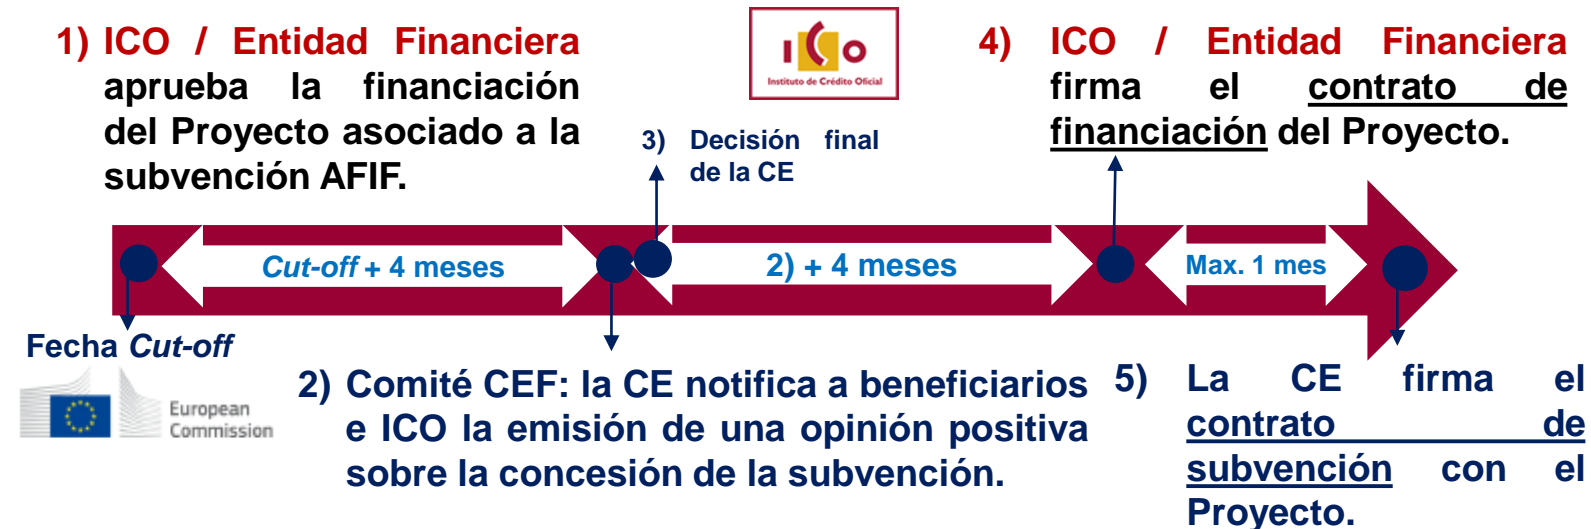 1) ICO / Entidad Financiera
aprueba la financiación
del Proyecto asociado a la
subvención AFIF.
ICO
Instituto de Crédito Oficial
3) Decisión final
de la CE
4) ICO / Entidad Financiera
firma el contrato de
financiación del Proyecto.
Cut-off + 4 meses
2) + 4 meses
Max. 1 mes
Fecha Cut-off
European
Commission
2) Comité CEF: la CE notifica a beneficiarios
e ICO la emisión de una opinión positiva
sobre la concesión de la subvención.
5) La CE firma el
contrato de
subvención con el
Proyecto.